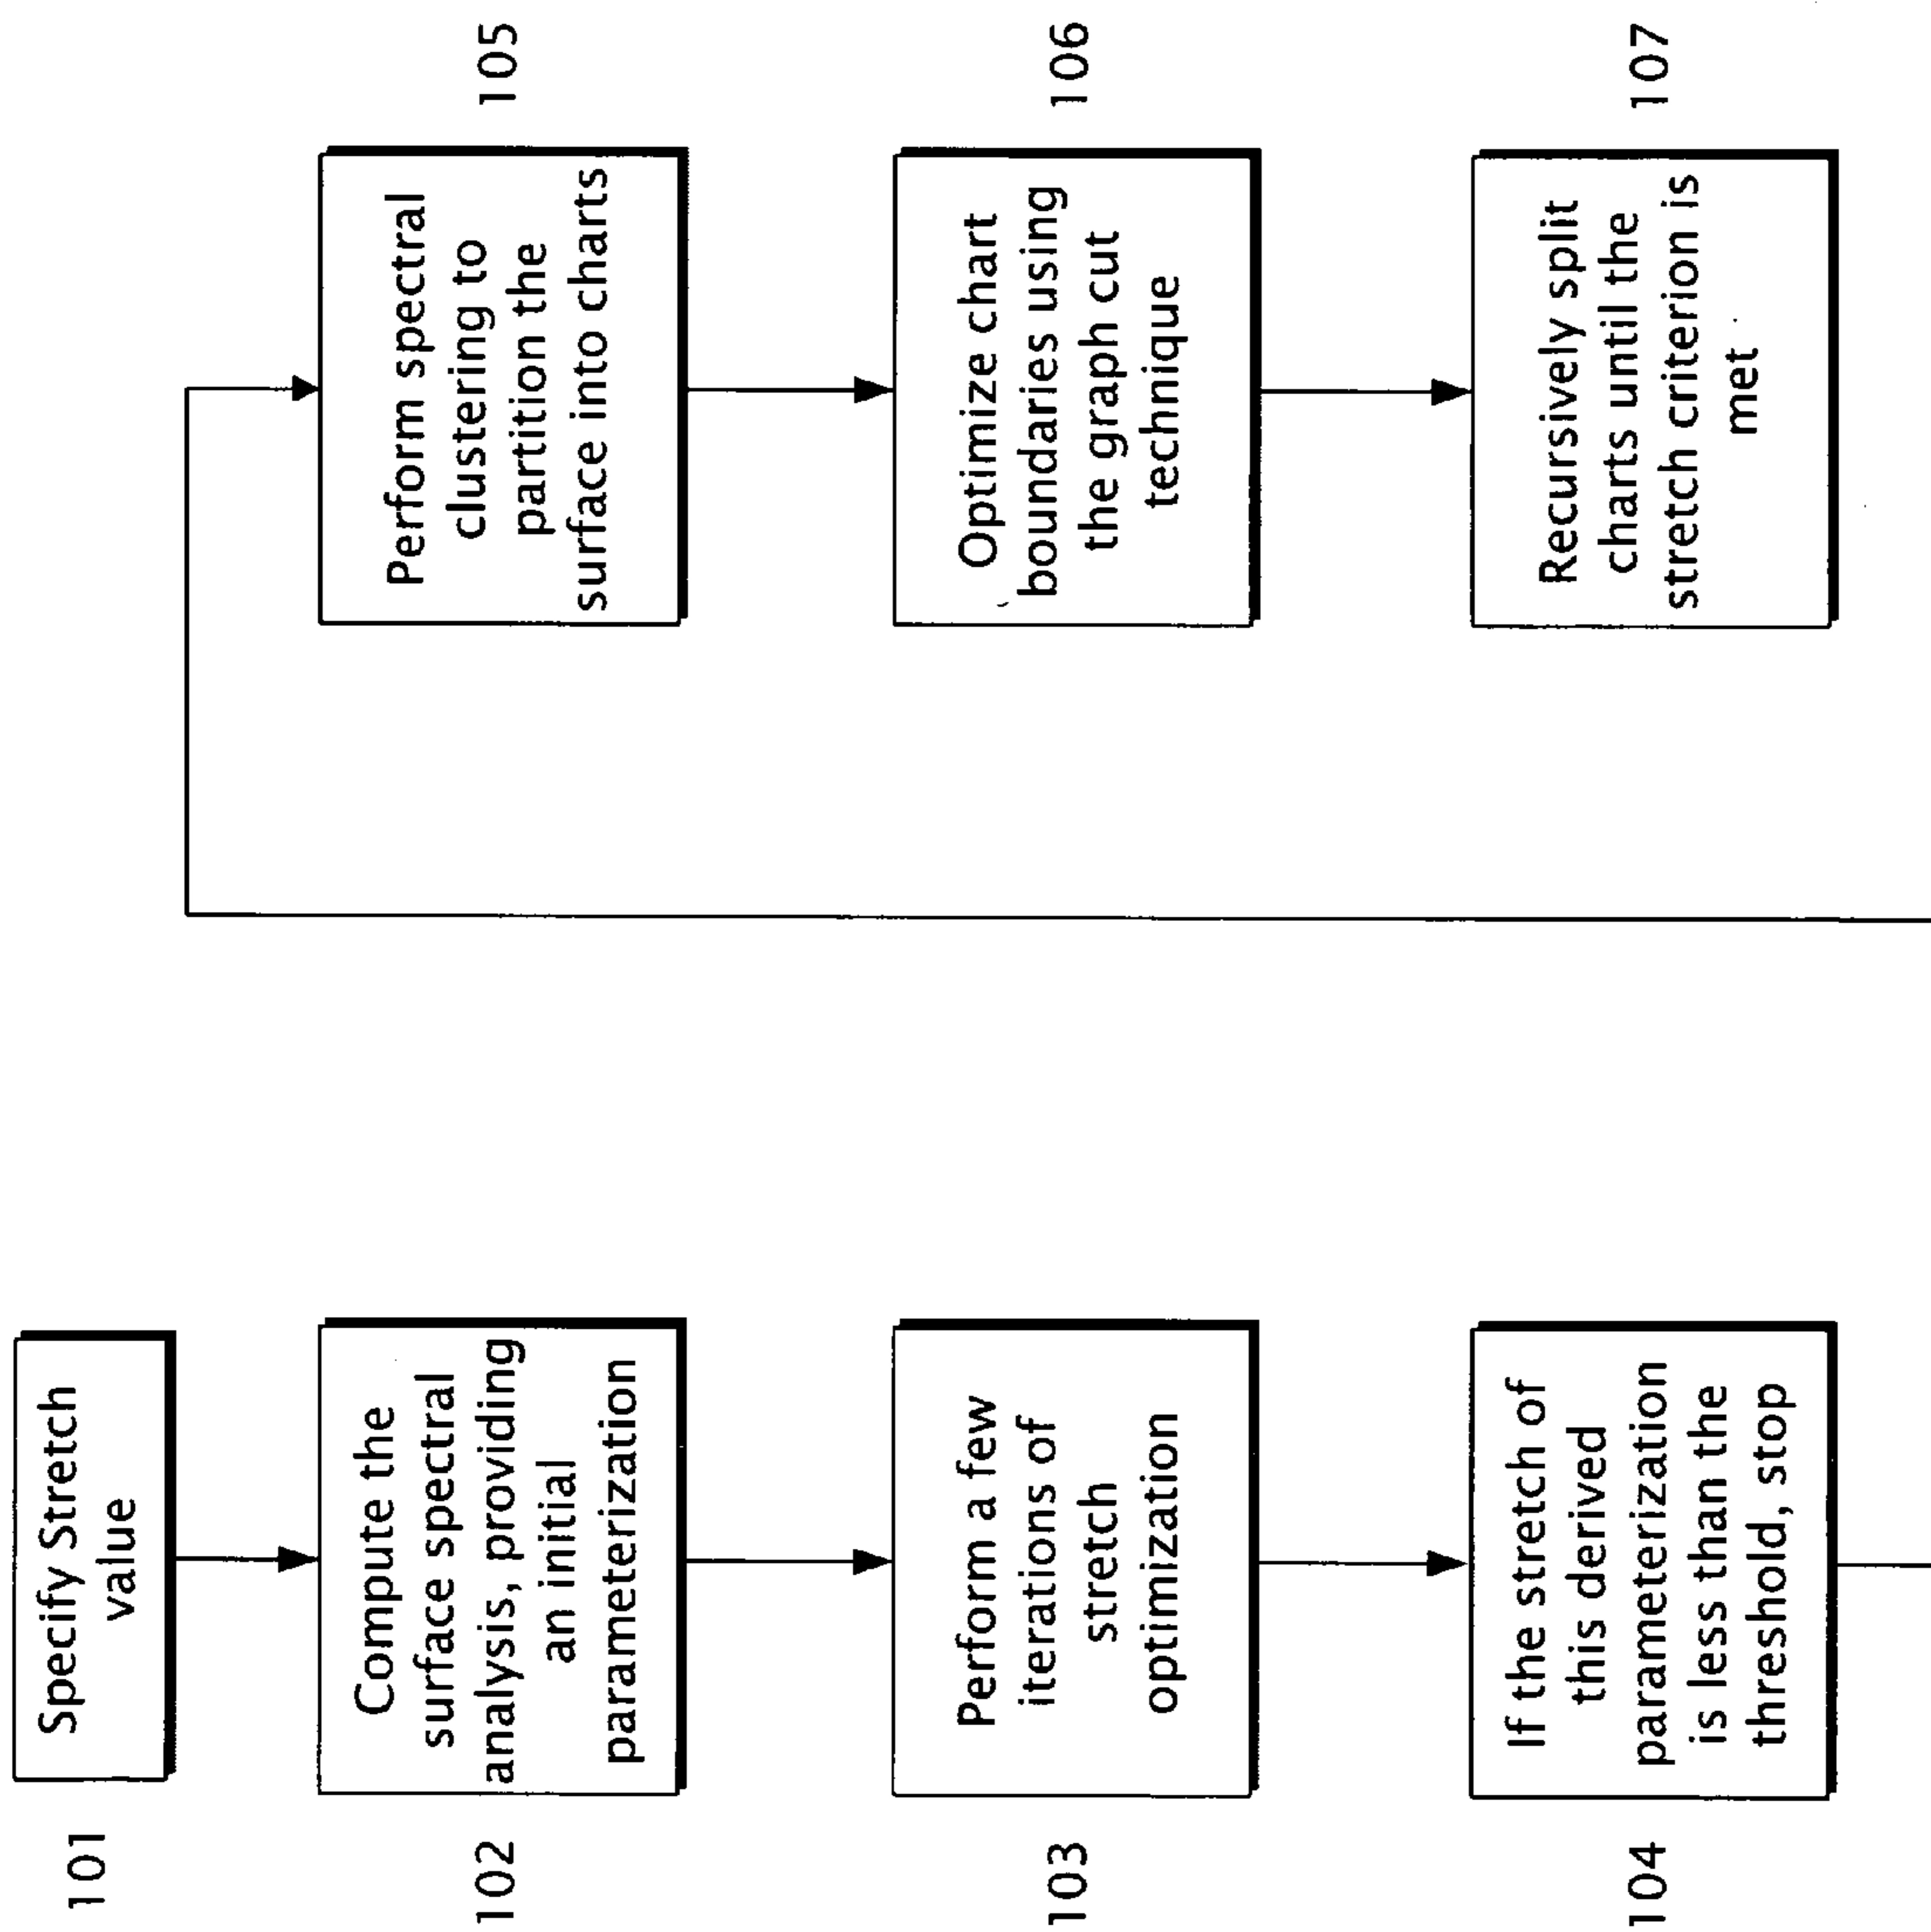 101
Specify Stretch
value
102
Compute the
surface spectral
analysis, providing
an initial
parameterization
103
Perform a few
iterations of
stretch
optimization
104
If the stretch of
this derived
parameterization
is less than the
threshold, stop
Perform spectral
clustering to
partition the
surface into charts
105
Optimize chart
boundaries using
the graph cut
technique
106
Recursively split
charts until the
stretch criterion is
met
107